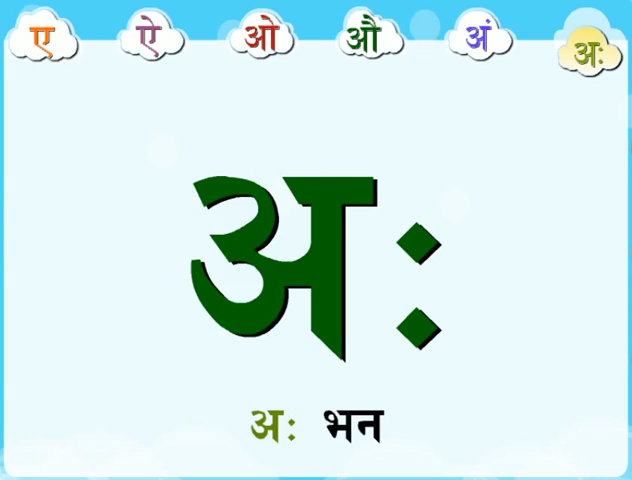 ए ऐ ओ औ अं अः
अः
अः भन